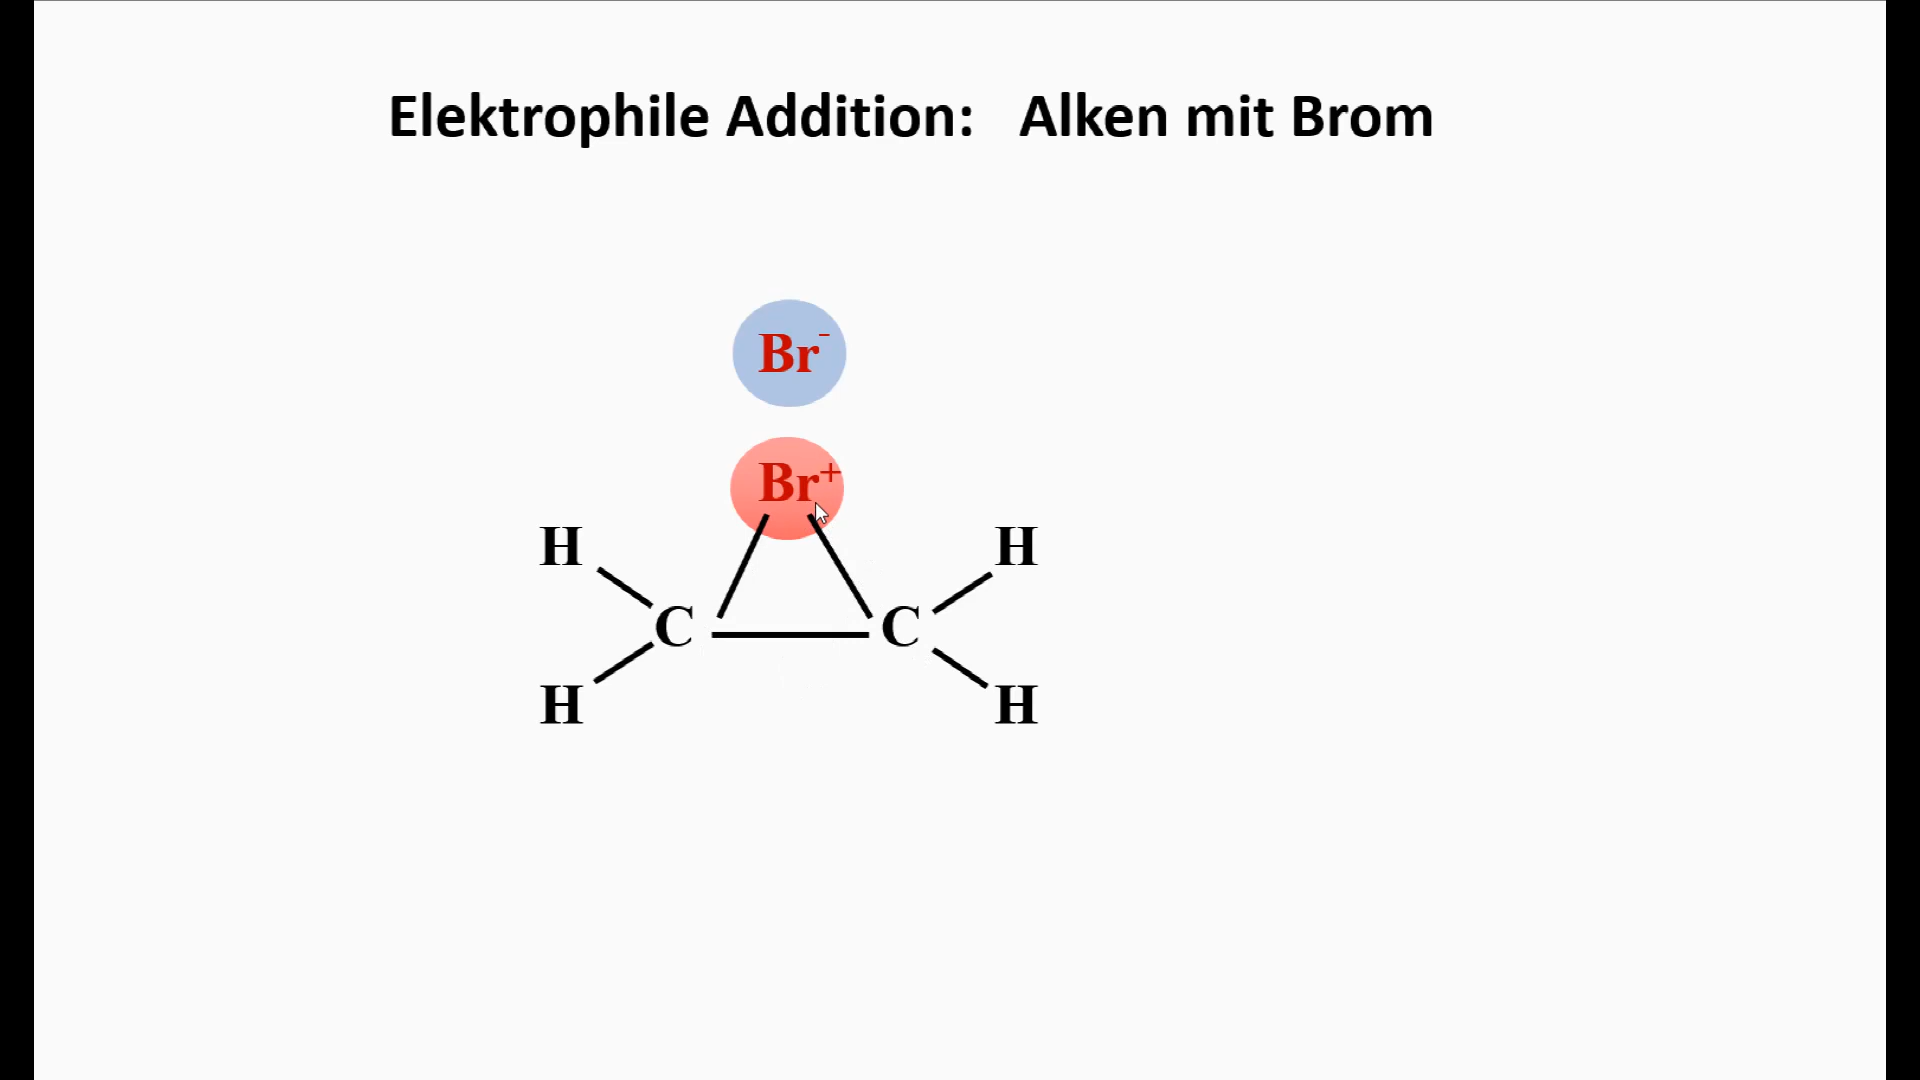 Elektrophile Addition: Alken mit Brom
Br⁻
Br⁺
H H
C C
H H